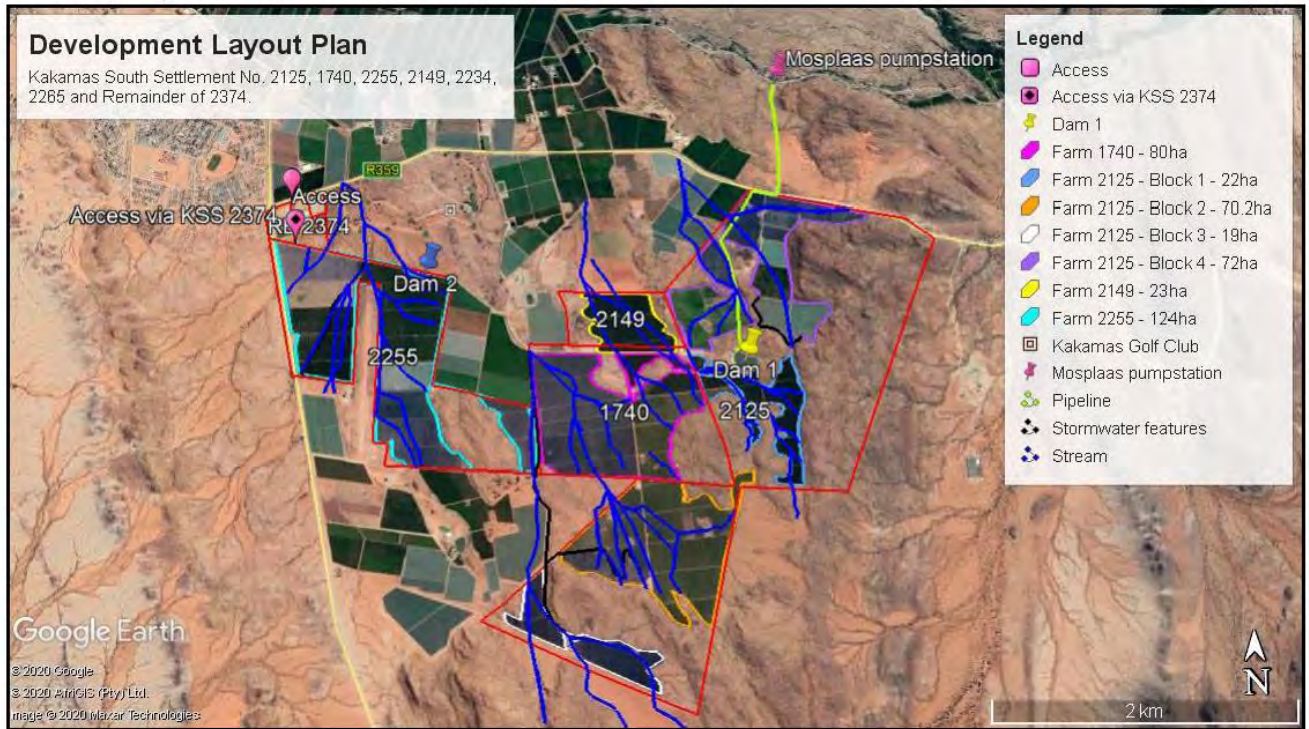 Development Layout Plan
Kakamas South Settlement No. 2125, 1740, 2255, 2149, 2234,
2265 and Remainder of 2374.
Mosplaas pumpstation
R359
Access
Access via KSS 2374
RE 2374
Dam 2
2149
2255
Dam 1
1740
2125
Legend
Access
Access via KSS 2374
Dam 1
Farm 1740 - 80ha
Farm 2125 - Block 1 - 22ha
Farm 2125 - Block 2 - 70.2ha
Farm 2125 - Block 3 - 19ha
Farm 2125 - Block 4 - 72ha
Farm 2149 - 23ha
Farm 2255 - 124ha
Kakamas Golf Club
Mosplaas pumpstation
Pipeline
Stormwater features
Stream
Google Earth
© 2020 Google
© 2020 AfriGIS (Pty) Ltd.
mage © 2020 Maxar Technologies
N
2 km